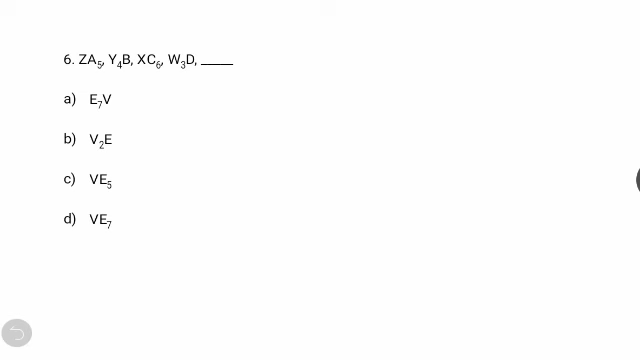 6. ZA₅, Y₄B, XC₆, W₃D, _____
a) E₇V
b) V₂E
c) VE₅
d) VE₇